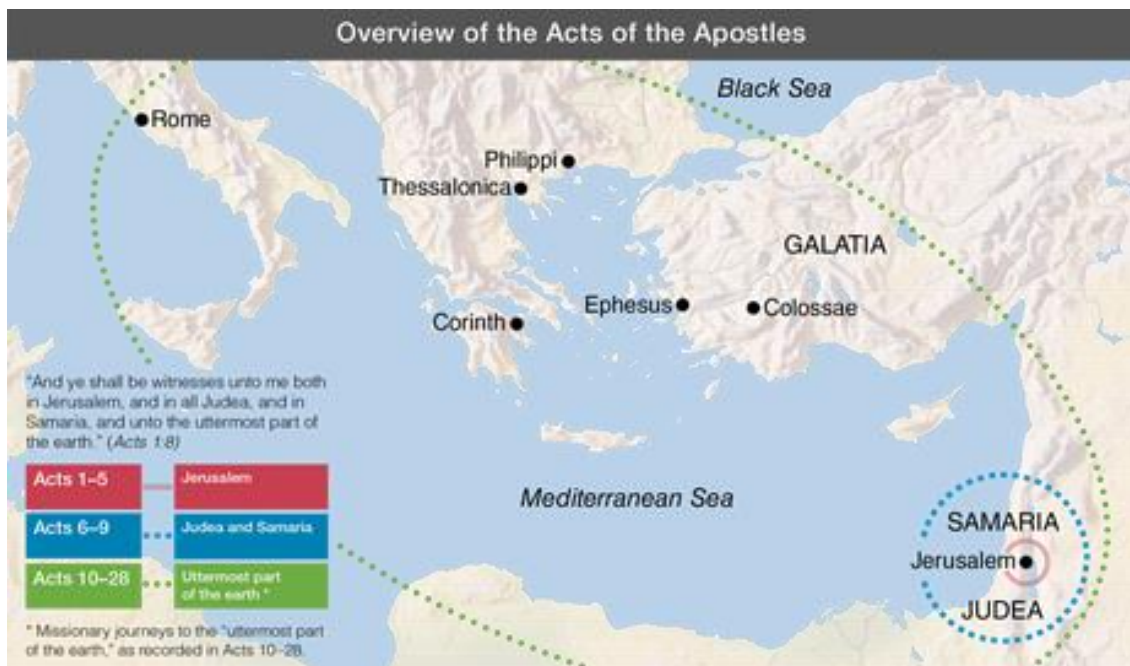 Overview of the Acts of the Apostles
Black Sea
Rome
Philippi
Thessalonica
GALATIA
Ephesus
Colossae
Corinth
"And ye shall be witnesses unto me both
in Jerusalem, and in all Judea, and in
Samaria, and unto the uttermost part of
the earth." (Acts 1:8)
Acts 1–5 Jerusalem
Acts 6–9 Judea and Samaria
Acts 10–28 Uttermost part
of the earth *
* Missionary journeys to the "uttermost part
of the earth," as recorded in Acts 10–28.
Mediterranean Sea
SAMARIA
Jerusalem
JUDEA